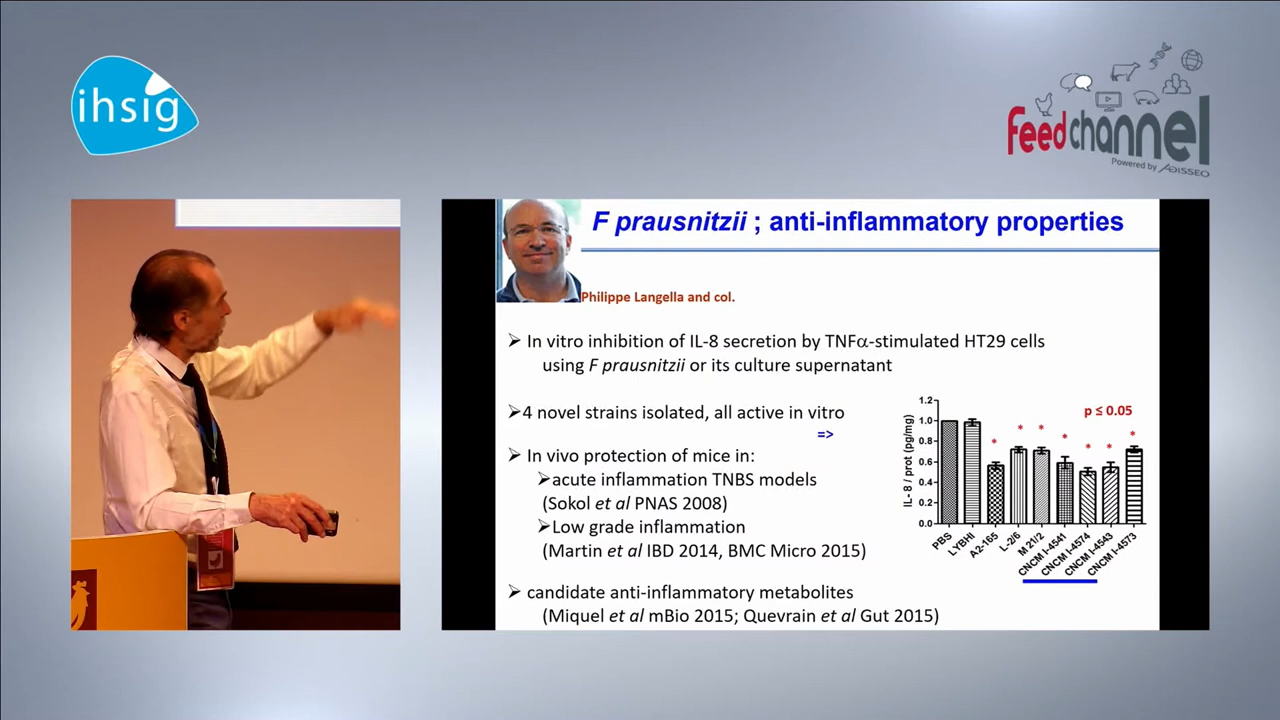 ihsig
feedchannel
Powered by ADISSEO
F prausnitzii ; anti-inflammatory properties
Philippe Langella and col.
➢ In vitro inhibition of IL-8 secretion by TNFα-stimulated HT29 cells
using F prausnitzii or its culture supernatant
➢4 novel strains isolated, all active in vitro
=>
➢ In vivo protection of mice in:
➢acute inflammation TNBS models
(Sokol et al PNAS 2008)
➢Low grade inflammation
(Martin et al IBD 2014, BMC Micro 2015)
➢ candidate anti-inflammatory metabolites
(Miquel et al mBio 2015; Quevrain et al Gut 2015)
p ≤ 0.05
IL- 8 / prot (pg/mg)
1.2
1.0
0.8
0.6
0.4
0.2
0.0
* * * * * * *
PBS
LYBHI
A2-165
L-2/6
M 21/2
CNCM I-4541
CNCM I-4574
CNCM I-4543
CNCM I-4573